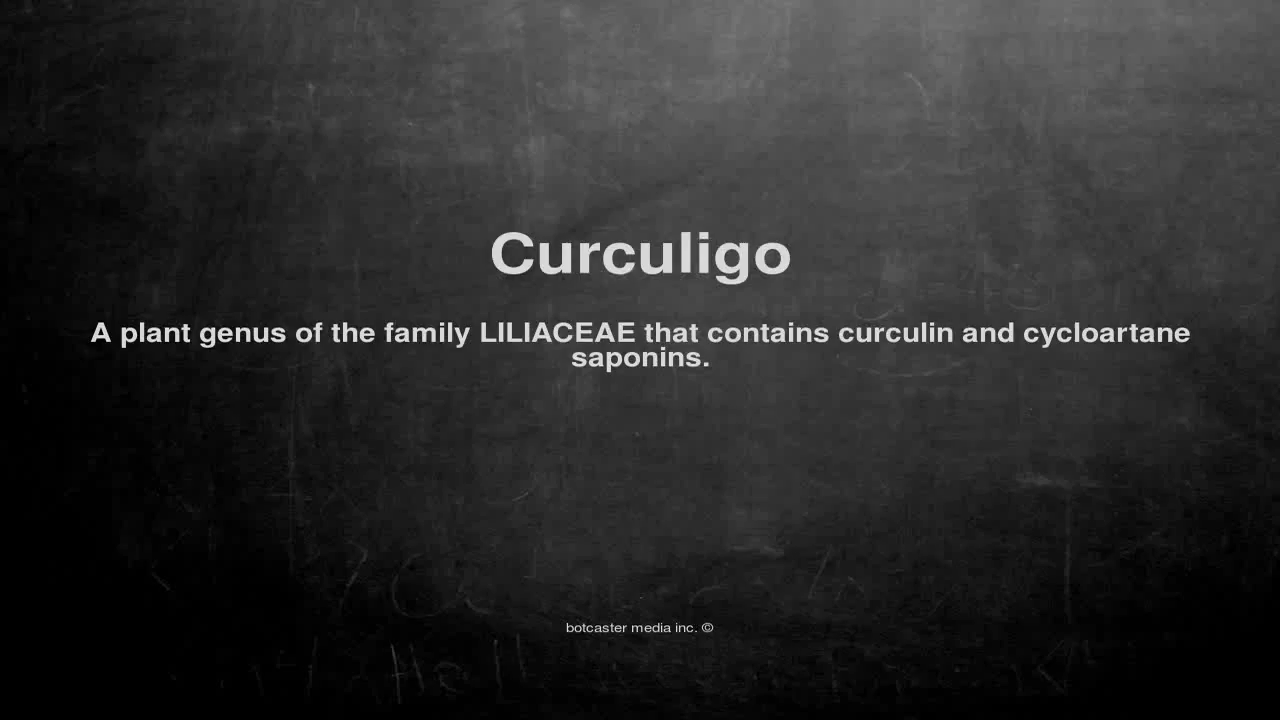 Curculigo
A plant genus of the family LILIACEAE that contains curculin and cycloartane
saponins.
botcaster media inc. ©